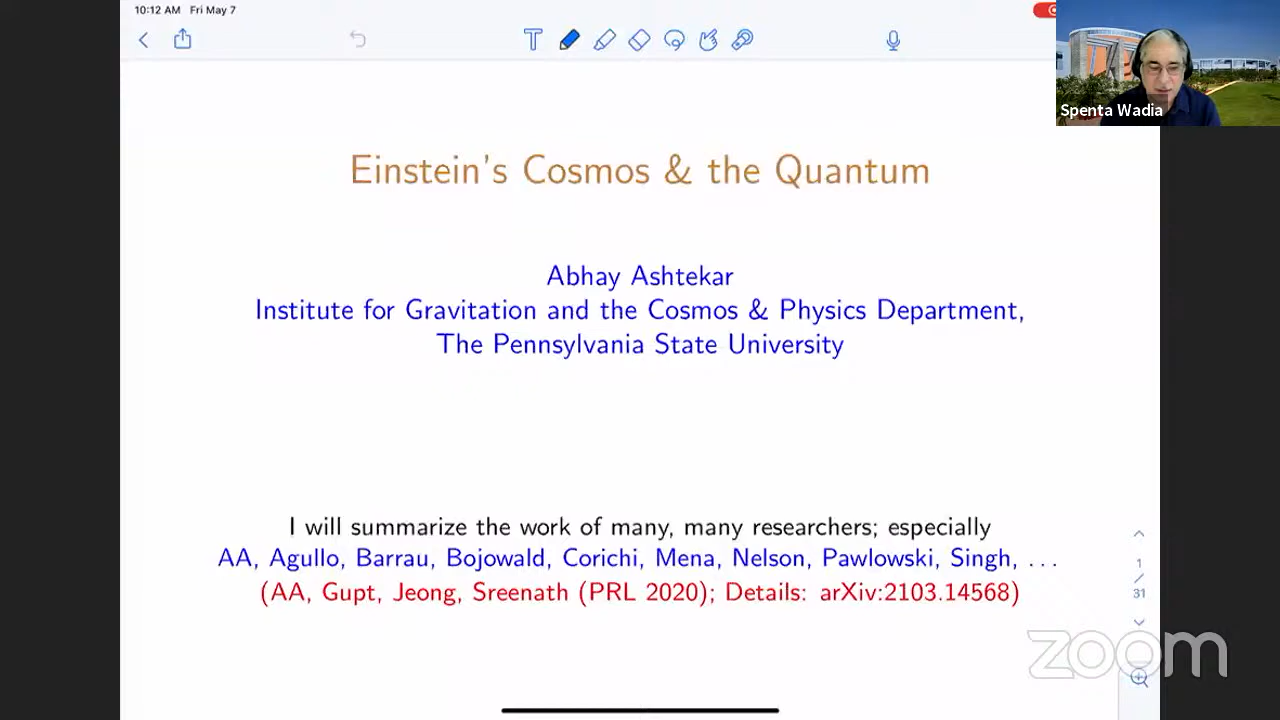 10:12 AM Fri May 7
Spenta Wadia
Einstein's Cosmos & the Quantum
Abhay Ashtekar
Institute for Gravitation and the Cosmos & Physics Department,
The Pennsylvania State University
I will summarize the work of many, many researchers; especially
AA, Agullo, Barrau, Bojowald, Corichi, Mena, Nelson, Pawlowski, Singh, ...
(AA, Gupt, Jeong, Sreenath (PRL 2020); Details: arXiv:2103.14568)
1
/
31
zoom